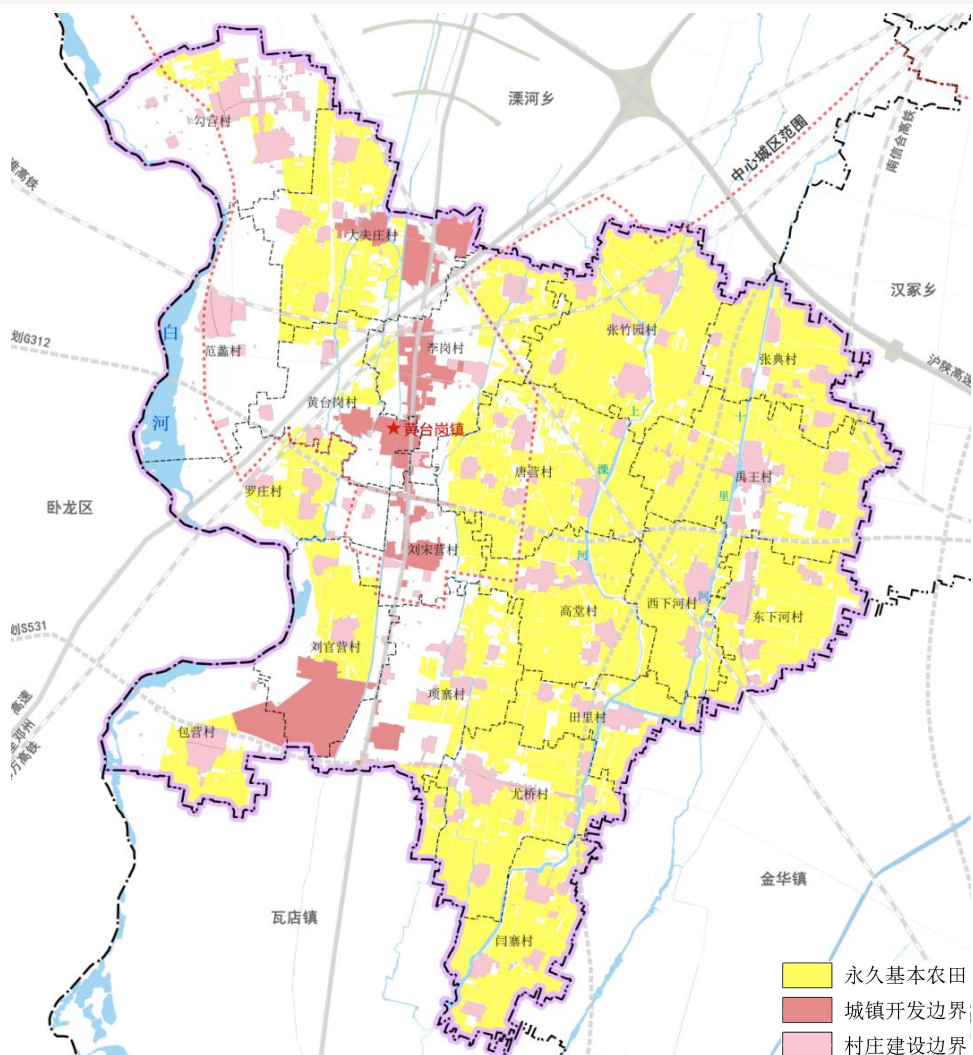 溧河乡
勾营村
中心城区范围
南信合高铁
大夫庄村
汉冢乡
张竹园村
白
划G312
范蠡村
李岗村
张典村
沪陕高速
黄台岗村
上
十
河
黄台岗镇
溧
唐营村
禹王村
罗庄村
里
卧龙区
刘宋营村
河
高堂村
西下河村
河
东下河村
划S531
刘官营村
项寨村
高速
田里村
包营村
尤桥村
金华镇
瓦店镇
闫寨村
永久基本农田
城镇开发边界
村庄建设边界